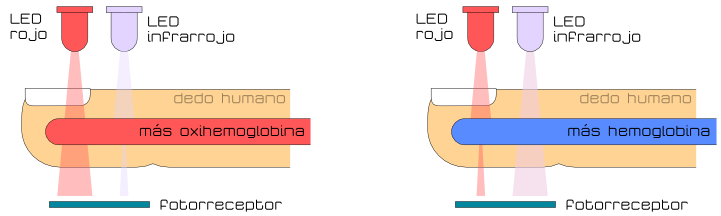 LED
rojo
LED
infrarrojo
dedo humano
más oxihemoglobina
fotorreceptor
LED
rojo
LED
infrarrojo
dedo humano
más hemoglobina
fotorreceptor